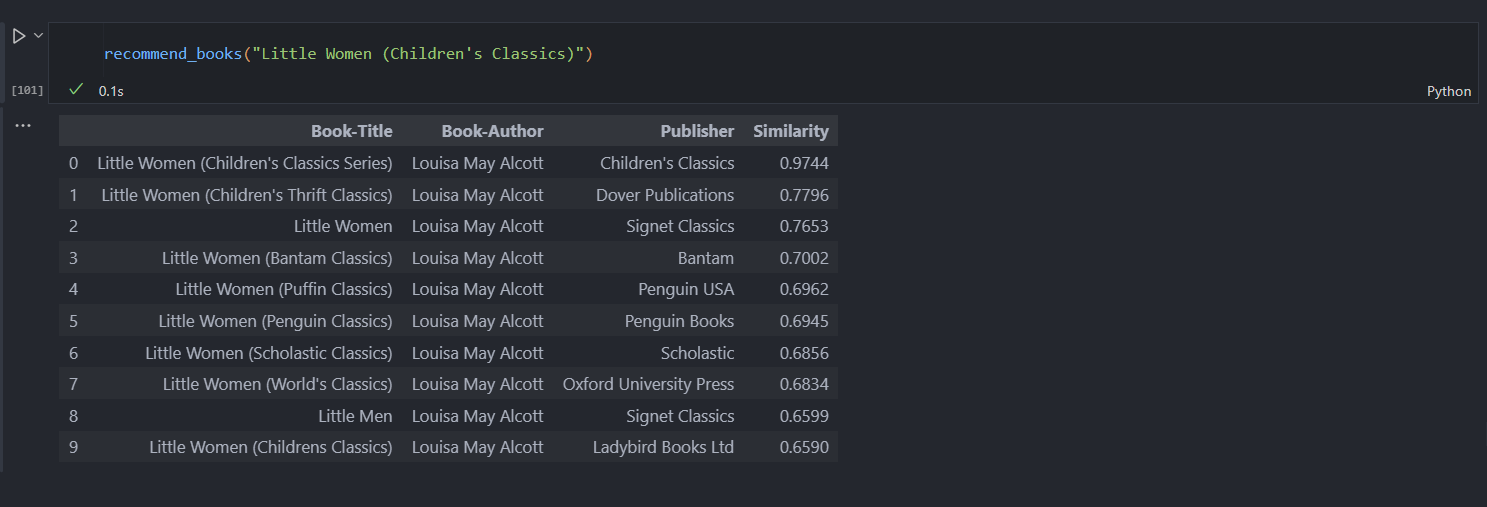 recommend_books("Little Women (Children's Classics)")
[101] 0.1s Python
... Book-Title Book-Author Publisher Similarity
0 Little Women (Children's Classics Series) Louisa May Alcott Children's Classics 0.9744
1 Little Women (Children's Thrift Classics) Louisa May Alcott Dover Publications 0.7796
2 Little Women Louisa May Alcott Signet Classics 0.7653
3 Little Women (Bantam Classics) Louisa May Alcott Bantam 0.7002
4 Little Women (Puffin Classics) Louisa May Alcott Penguin USA 0.6962
5 Little Women (Penguin Classics) Louisa May Alcott Penguin Books 0.6945
6 Little Women (Scholastic Classics) Louisa May Alcott Scholastic 0.6856
7 Little Women (World's Classics) Louisa May Alcott Oxford University Press 0.6834
8 Little Men Louisa May Alcott Signet Classics 0.6599
9 Little Women (Childrens Classics) Louisa May Alcott Ladybird Books Ltd 0.6590